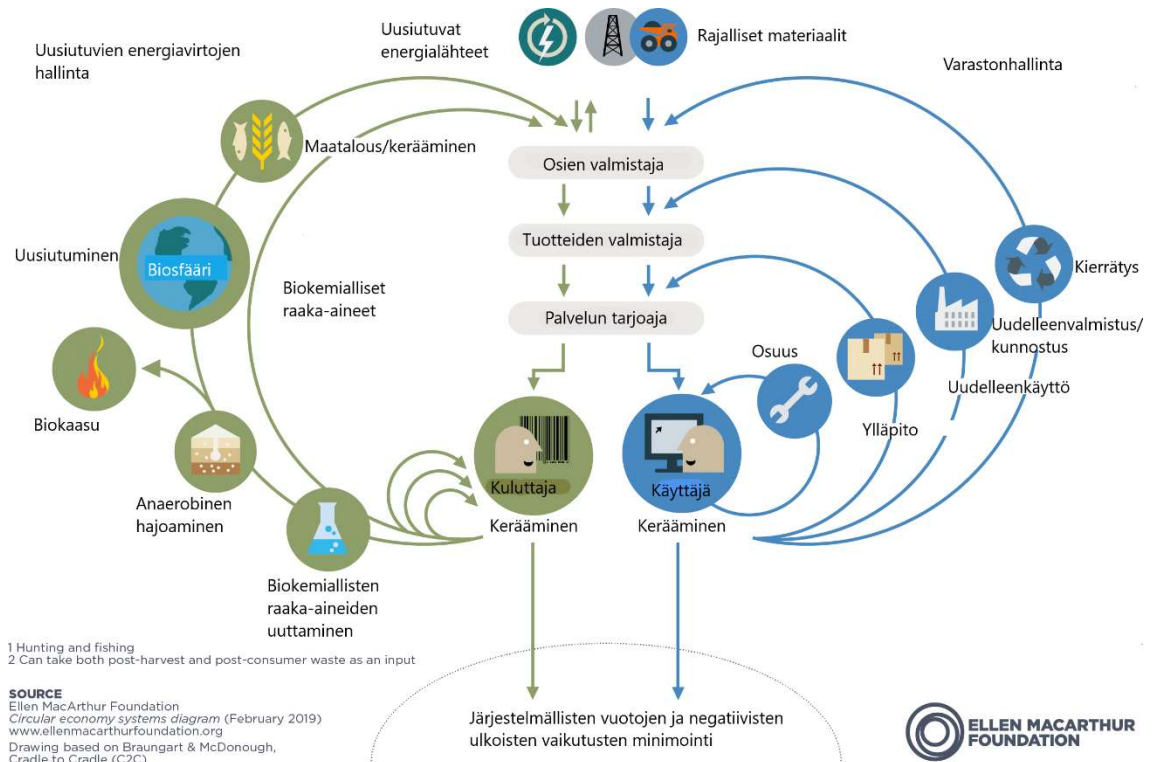 Uusiutuvien energiavirtojen
hallinta
Uusiutuvat
energialähteet
Rajalliset materiaalit
Varastonhallinta
Maatalous/kerääminen
Osien valmistaja
Uusiutuminen
Biosfääri
Tuotteiden valmistaja
Kierrätys
Biokemialliset
raaka-aineet
Palvelun tarjoaja
Uudelleenvalmistus/
kunnostus
Osuus
Uudelleenkäyttö
Biokaasu
Ylläpito
Kuluttaja
Käyttäjä
Anaerobinen
hajoaminen
Kerääminen
Kerääminen
Biokemiallisten
raaka-aineiden
uuttaminen
1 Hunting and fishing
2 Can take both post-harvest and post-consumer waste as an input
SOURCE
Ellen MacArthur Foundation
Circular economy systems diagram (February 2019)
www.ellenmacarthurfoundation.org
Drawing based on Braungart & McDonough,
Cradle to Cradle (C2C)
Järjestelmällisten vuotojen ja negatiivisten
ulkoisten vaikutusten minimointi
ELLEN MACARTHUR
FOUNDATION